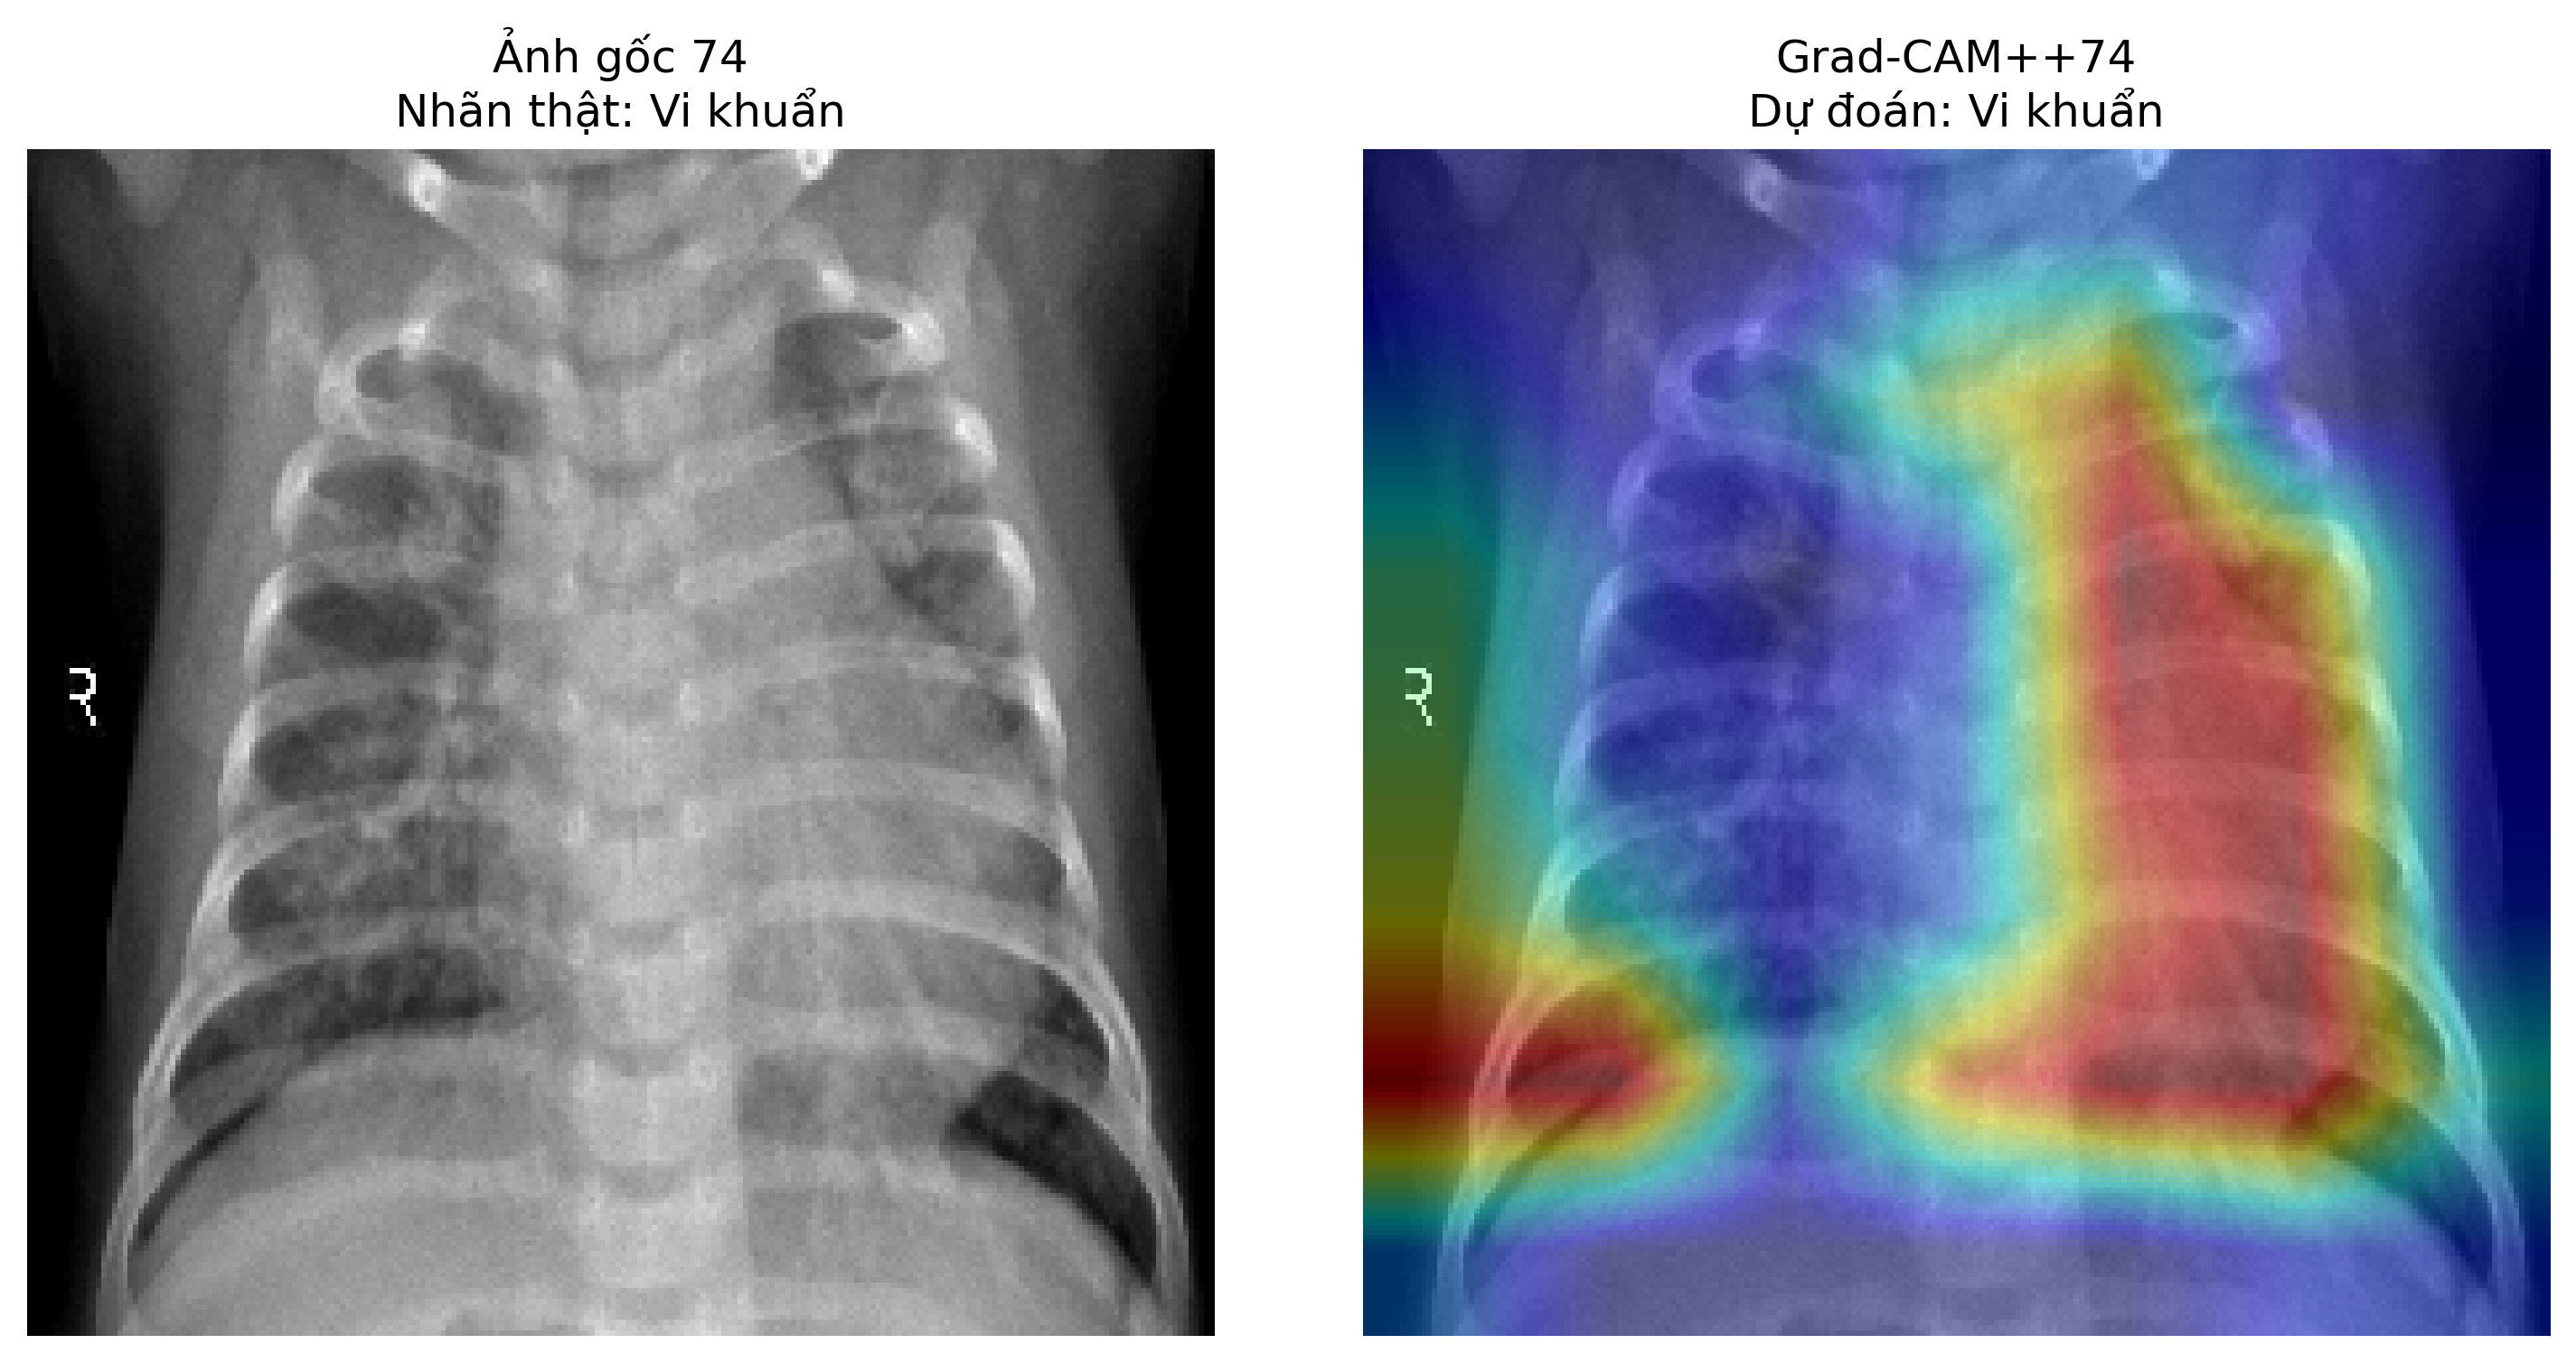 Ảnh gốc 74
Nhãn thật: Vi khuẩn
Grad-CAM++74
Dự đoán: Vi khuẩn
R
R